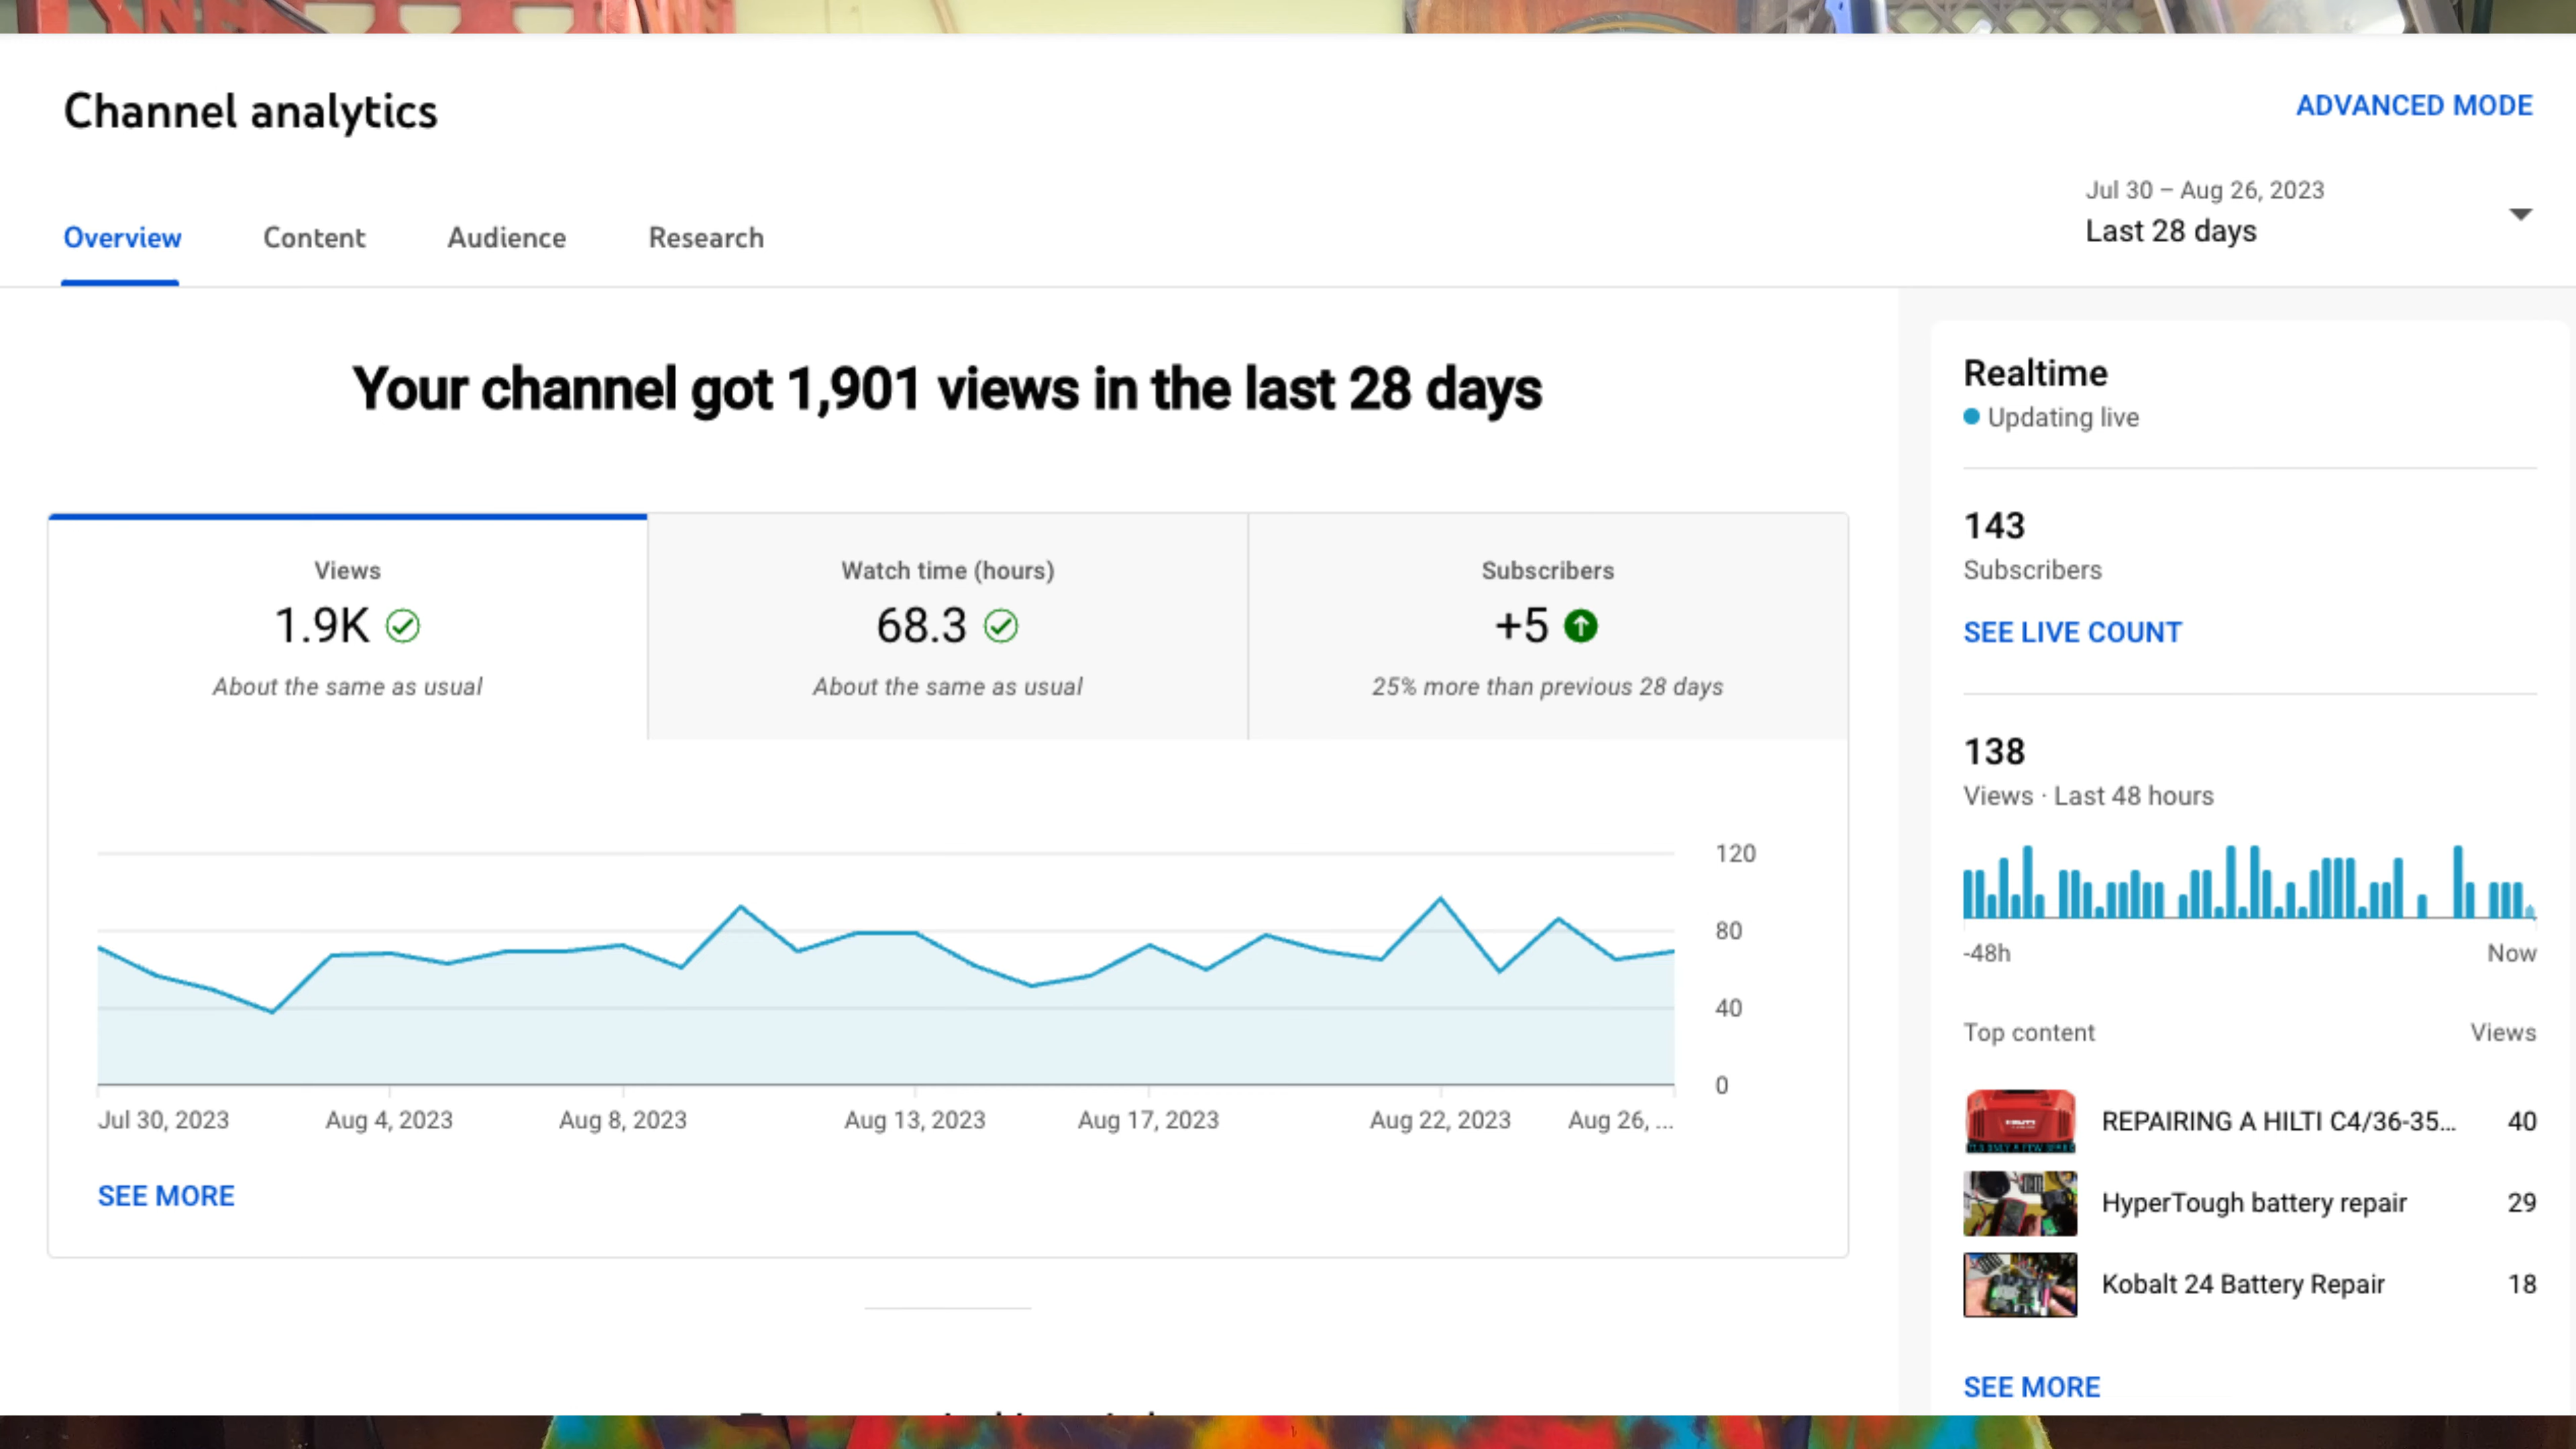 Channel analytics
ADVANCED MODE
Jul 30 – Aug 26, 2023
Last 28 days
Overview
Content
Audience
Research
Your channel got 1,901 views in the last 28 days
Views
1.9K
About the same as usual
Watch time (hours)
68.3
About the same as usual
Subscribers
+5
25% more than previous 28 days
120
80
40
0
Jul 30, 2023
Aug 4, 2023
Aug 8, 2023
Aug 13, 2023
Aug 17, 2023
Aug 22, 2023
Aug 26, ...
SEE MORE
Realtime
Updating live
143
Subscribers
SEE LIVE COUNT
138
Views · Last 48 hours
-48h
Now
Top content
Views
REPAIRING A HILTI C4/36-35...
40
HyperTough battery repair
29
Kobalt 24 Battery Repair
18
SEE MORE